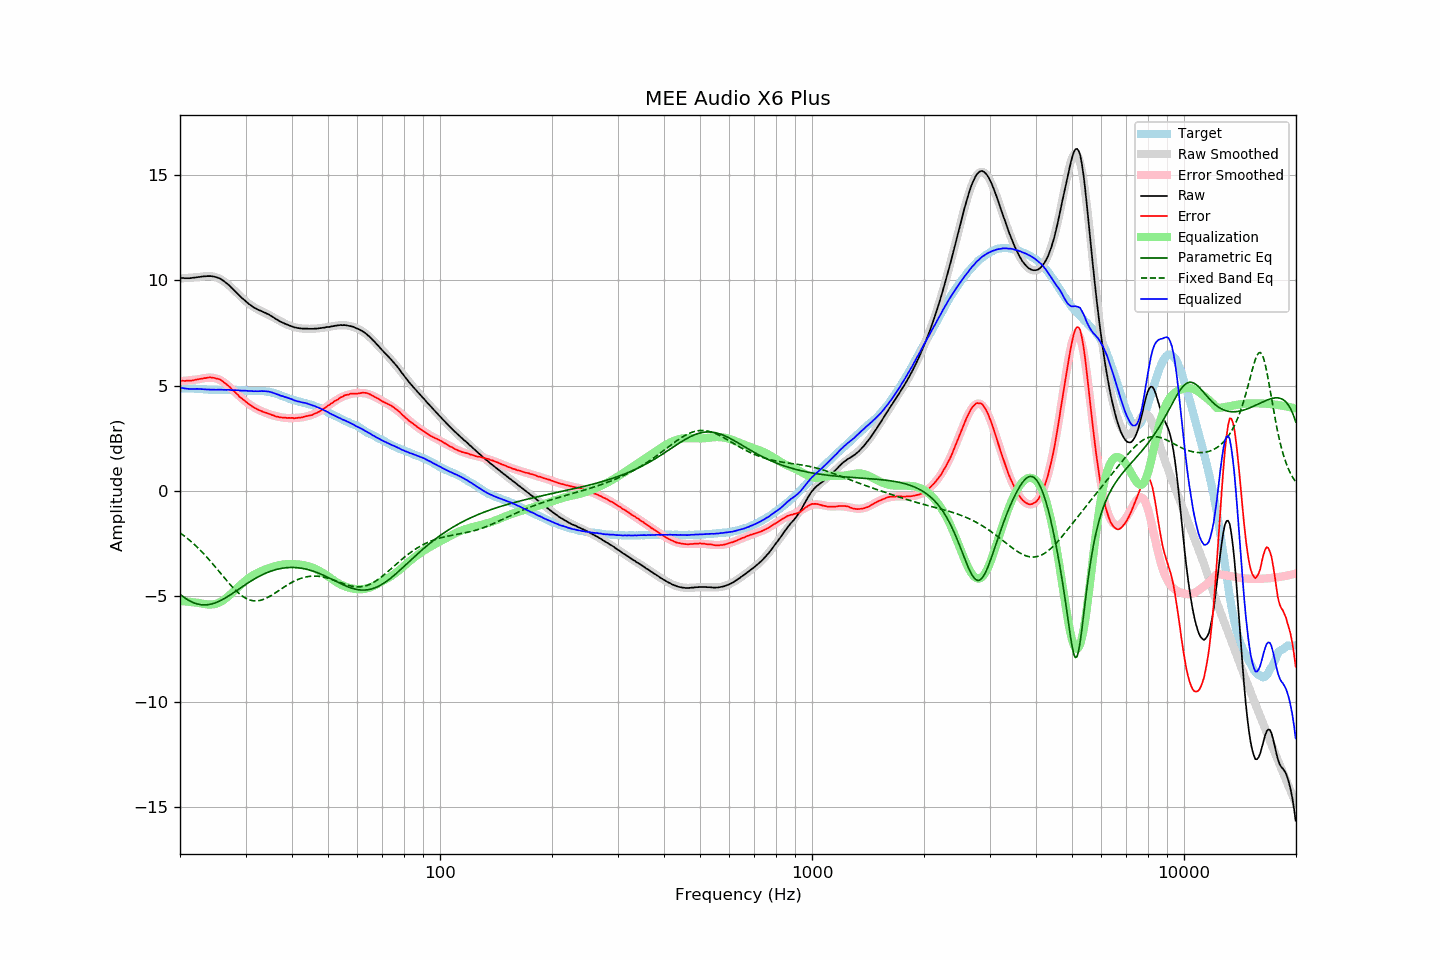 MEE Audio X6 Plus
Target
Raw Smoothed
Error Smoothed
Raw
Error
Equalization
Parametric Eq
Fixed Band Eq
Equalized
15
10
5
0
−5
−10
−15
Amplitude (dBr)
100
1000
10000
Frequency (Hz)